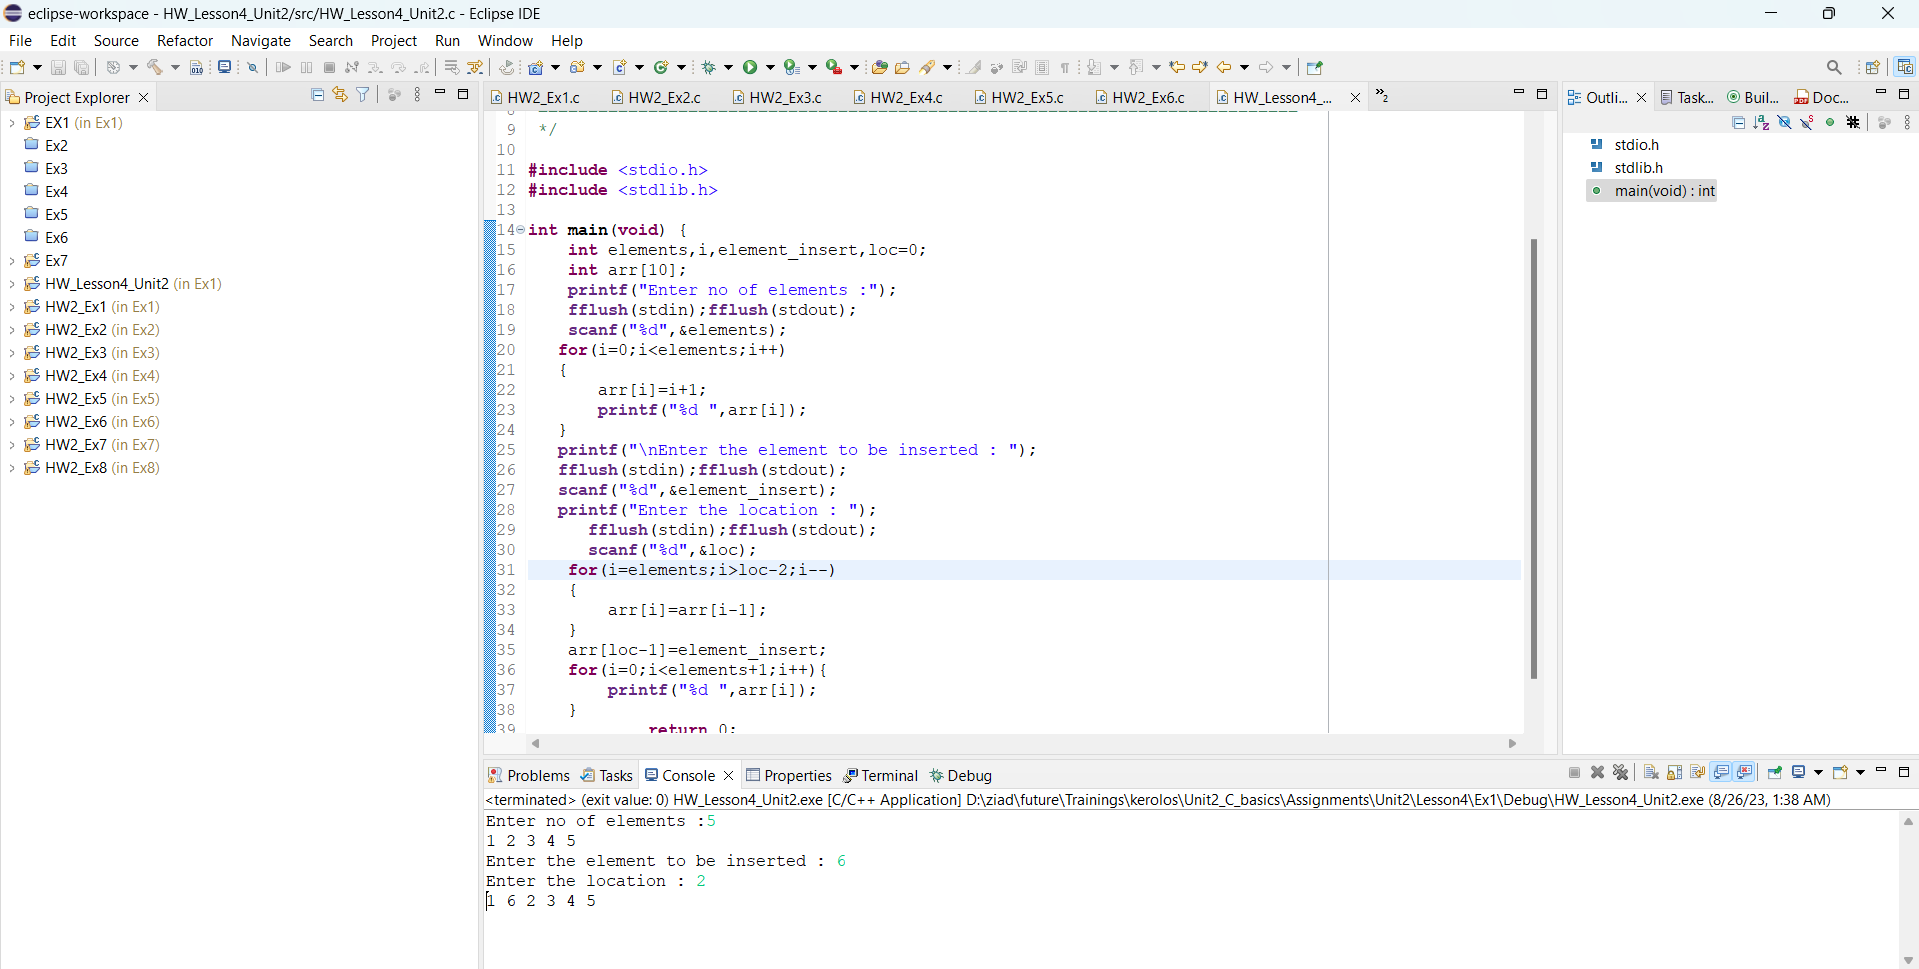 eclipse-workspace - HW_Lesson4_Unit2/src/HW_Lesson4_Unit2.c - Eclipse IDE
File Edit Source Refactor Navigate Search Project Run Window Help
Project Explorer
EX1 (in Ex1)
Ex2
Ex3
Ex4
Ex5
Ex6
Ex7
HW_Lesson4_Unit2 (in Ex1)
HW2_Ex1 (in Ex1)
HW2_Ex2 (in Ex2)
HW2_Ex3 (in Ex3)
HW2_Ex4 (in Ex4)
HW2_Ex5 (in Ex5)
HW2_Ex6 (in Ex6)
HW2_Ex7 (in Ex7)
HW2_Ex8 (in Ex8)
HW2_Ex1.c HW2_Ex2.c HW2_Ex3.c HW2_Ex4.c HW2_Ex5.c HW2_Ex6.c HW_Lesson4_... »2
9 */
10
11 #include <stdio.h>
12 #include <stdlib.h>
13
14 int main(void) {
15 int elements,i,element_insert,loc=0;
16 int arr[10];
17 printf("Enter no of elements :");
18 fflush(stdin);fflush(stdout);
19 scanf("%d",&elements);
20 for(i=0;i<elements;i++)
21 {
22 arr[i]=i+1;
23 printf("%d ",arr[i]);
24 }
25 printf("\nEnter the element to be inserted : ");
26 fflush(stdin);fflush(stdout);
27 scanf("%d",&element_insert);
28 printf("Enter the location : ");
29 fflush(stdin);fflush(stdout);
30 scanf("%d",&loc);
31 for(i=elements;i>loc-2;i--)
32 {
33 arr[i]=arr[i-1];
34 }
35 arr[loc-1]=element_insert;
36 for(i=0;i<elements+1;i++){
37 printf("%d ",arr[i]);
38 }
39 return 0;
Outli... Task... Buil... Doc...
stdio.h
stdlib.h
main(void) : int
Problems Tasks Console Properties Terminal Debug
<terminated> (exit value: 0) HW_Lesson4_Unit2.exe [C/C++ Application] D:\ziad\future\Trainings\kerolos\Unit2_C_basics\Assignments\Unit2\Lesson4\Ex1\Debug\HW_Lesson4_Unit2.exe (8/26/23, 1:38 AM)
Enter no of elements :5
1 2 3 4 5
Enter the element to be inserted : 6
Enter the location : 2
1 6 2 3 4 5